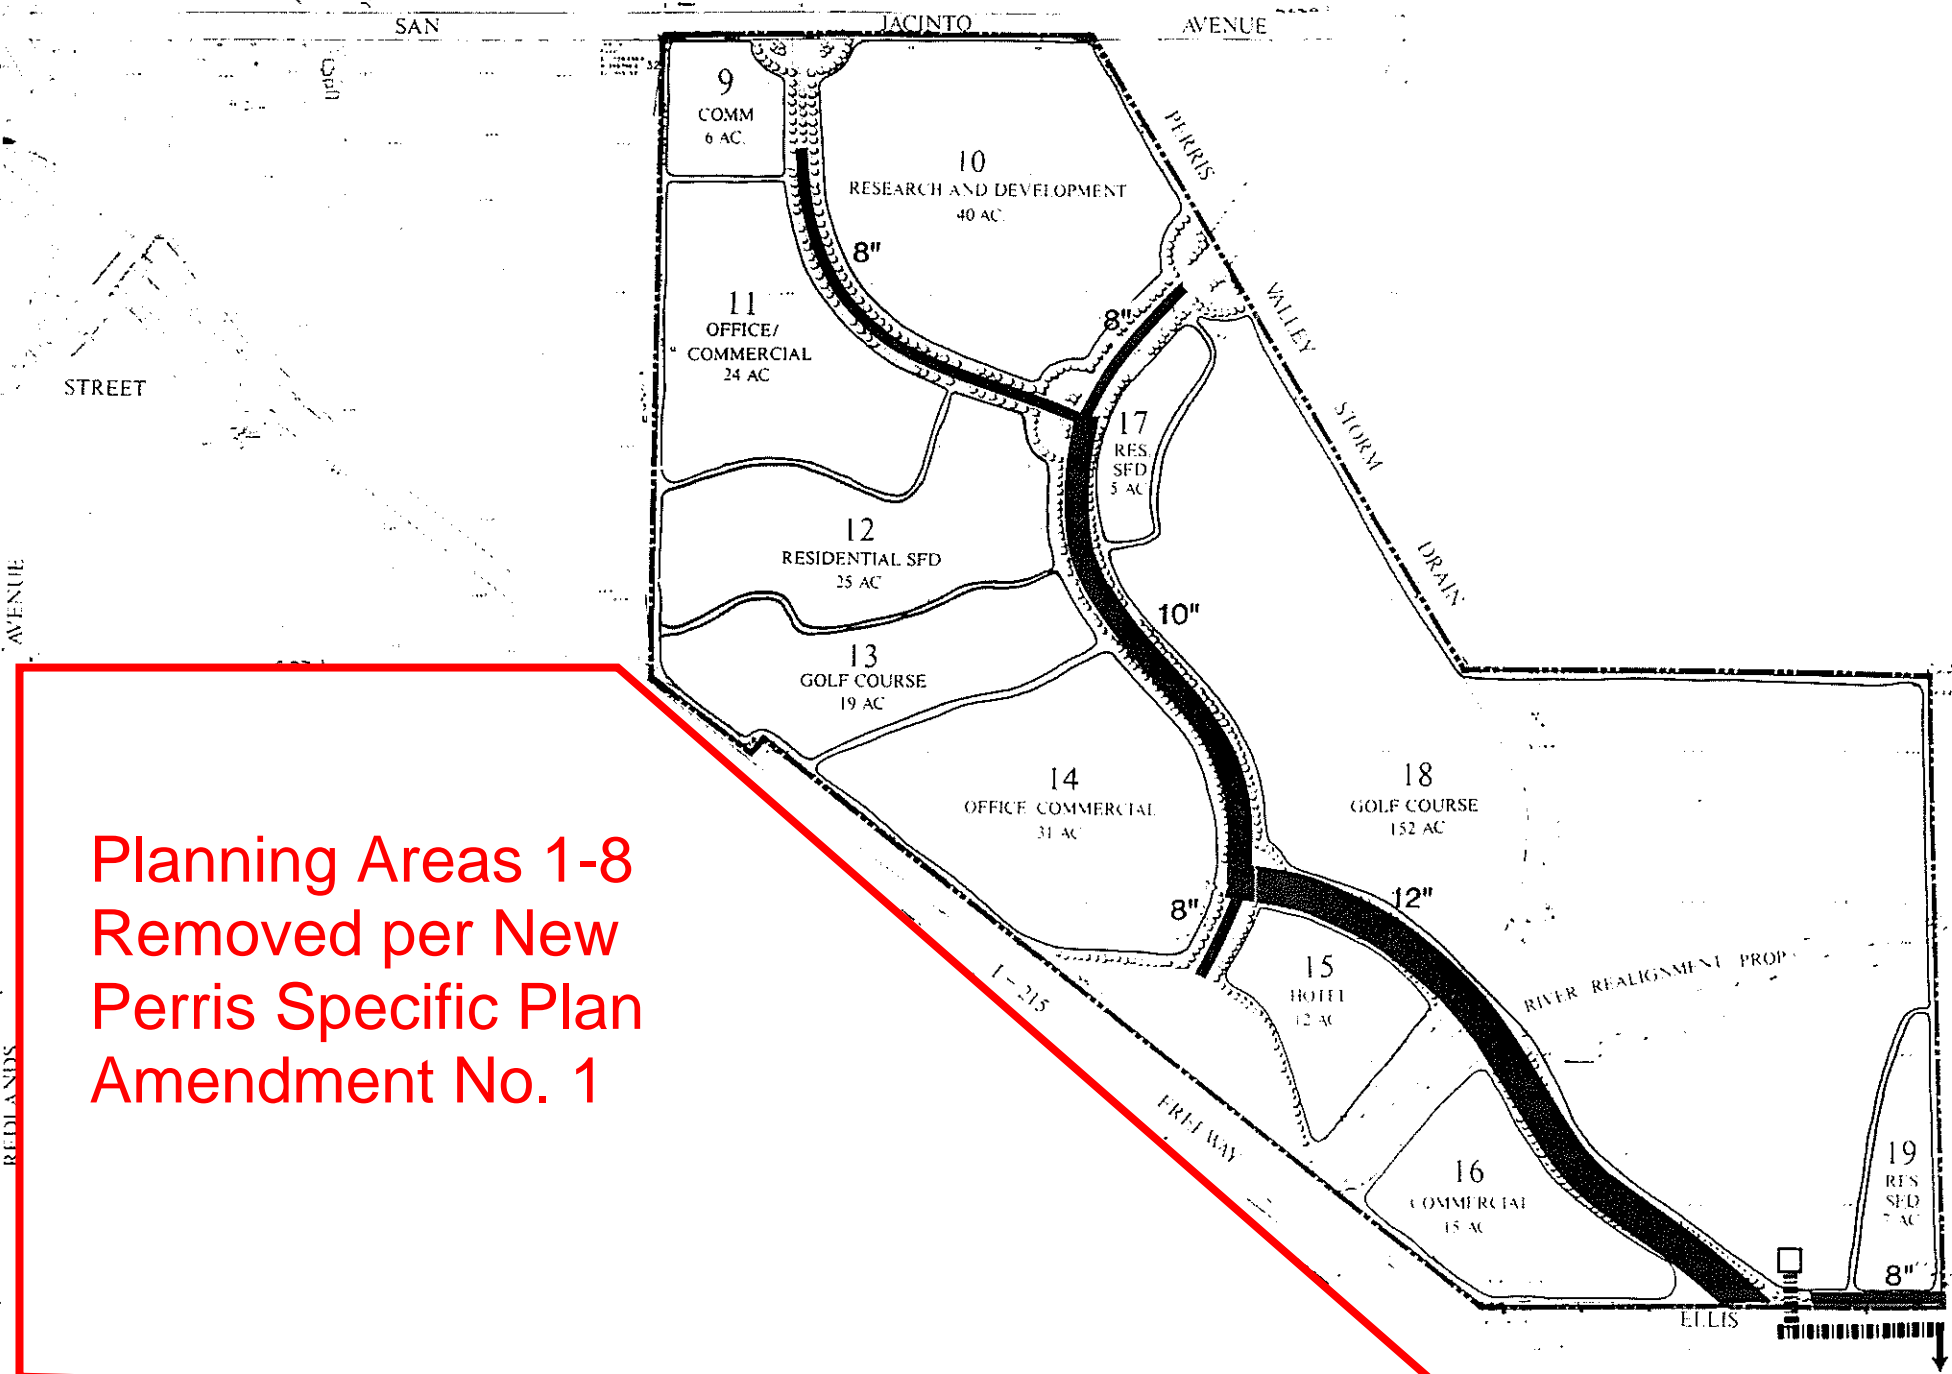 SAN JACINTO AVENUE
9
COMM
6 AC.
10
RESEARCH AND DEVELOPMENT
40 AC.
PERRIS VALLEY STORM DRAIN
8"
8"
11
OFFICE/
COMMERCIAL
24 AC
STREET
17
RES
SFD
5 AC
12
RESIDENTIAL SFD
25 AC
AVENUE
10"
13
GOLF COURSE
19 AC
14
OFFICE COMMERCIAL
31 AC
18
GOLF COURSE
152 AC
Planning Areas 1-8
Removed per New
Perris Specific Plan
Amendment No. 1
8"
12"
15
HOTEL
12 AC
RIVER REALIGNMENT PROP
I-215
FREEWAY
REDLANDS
16
COMMERCIAL
15 AC
19
RES
SFD
7 AC
8"
ELLIS